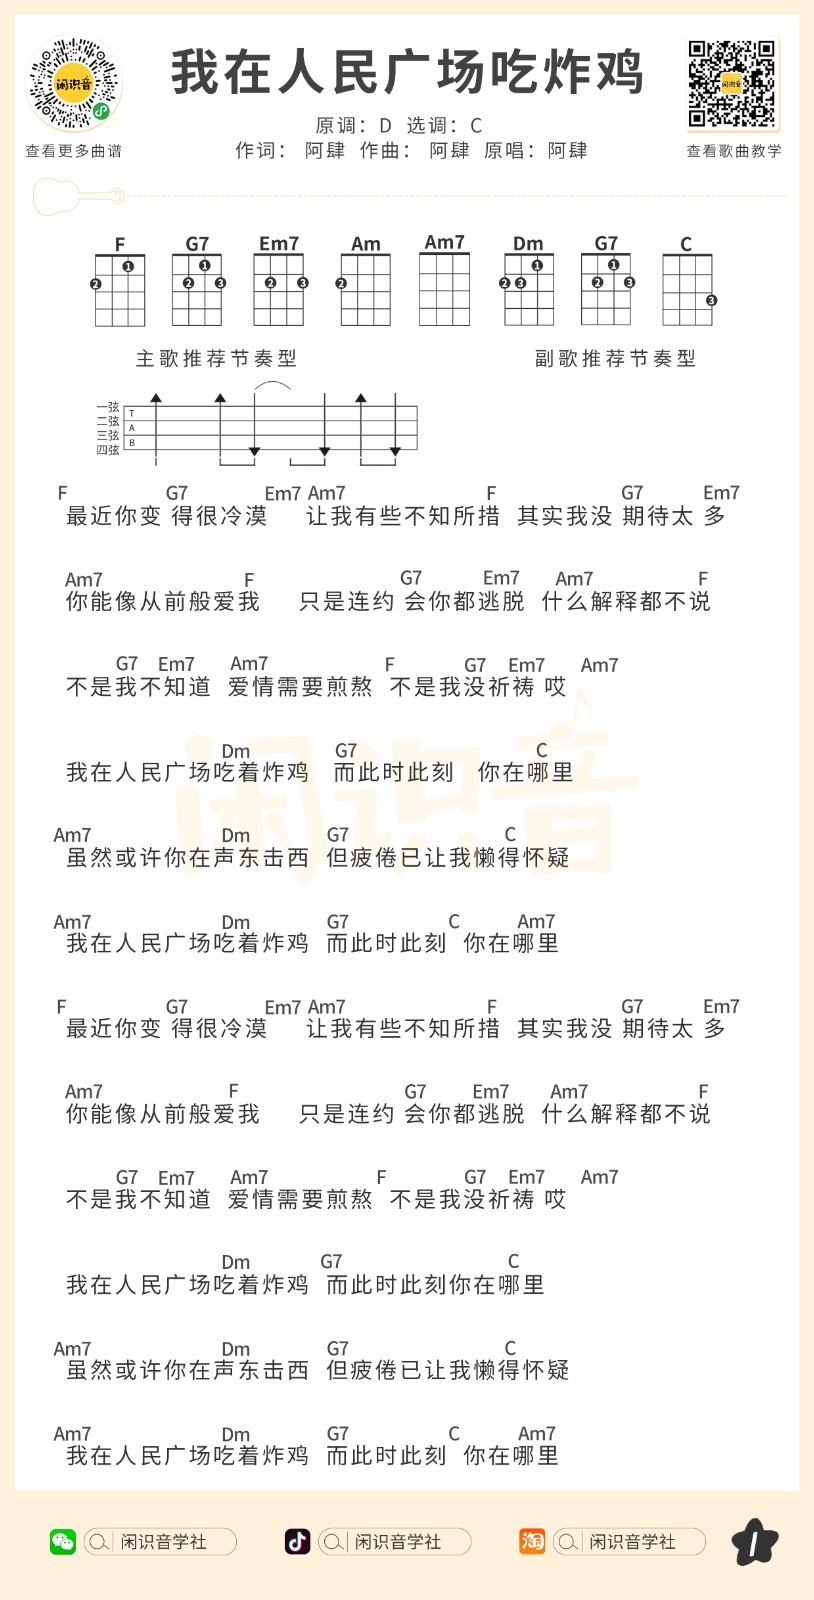 我在人民广场吃炸鸡
闲识音
闲识音
原调：D 选调：C
查看更多曲谱
作词： 阿肆 作曲： 阿肆 原唱：阿肆
查看歌曲教学
F G7 Em7 Am Am7 Dm G7 C
1 2
1 2 3
2 3
2
1 2 3
1 2 3
3
主歌推荐节奏型 副歌推荐节奏型
一弦
二弦
三弦
四弦
T
A
B
F G7 Em7 Am7 F G7 Em7
最近你变 得很冷漠 让我有些不知所措 其实我没 期待太 多
Am7 F G7 Em7 Am7 F
你能像从前般爱我 只是连约 会你都逃脱 什么解释都不说
G7 Em7 Am7 F G7 Em7 Am7
不是我不知道 爱情需要煎熬 不是我没祈祷 哎
闲识音
Dm G7 C
我在人民广场吃着炸鸡 而此时此刻 你在哪里
Am7 Dm G7 C
虽然或许你在声东击西 但疲倦已让我懒得怀疑
Am7 Dm G7 C Am7
我在人民广场吃着炸鸡 而此时此刻 你在哪里
F G7 Em7 Am7 F G7 Em7
最近你变 得很冷漠 让我有些不知所措 其实我没 期待太 多
Am7 F G7 Em7 Am7 F
你能像从前般爱我 只是连约 会你都逃脱 什么解释都不说
G7 Em7 Am7 F G7 Em7 Am7
不是我不知道 爱情需要煎熬 不是我没祈祷 哎
Dm G7 C
我在人民广场吃着炸鸡 而此时此刻你在哪里
Am7 Dm G7 C
虽然或许你在声东击西 但疲倦已让我懒得怀疑
Am7 Dm G7 C Am7
我在人民广场吃着炸鸡 而此时此刻 你在哪里
闲识音学社 闲识音学社 淘 闲识音学社 1